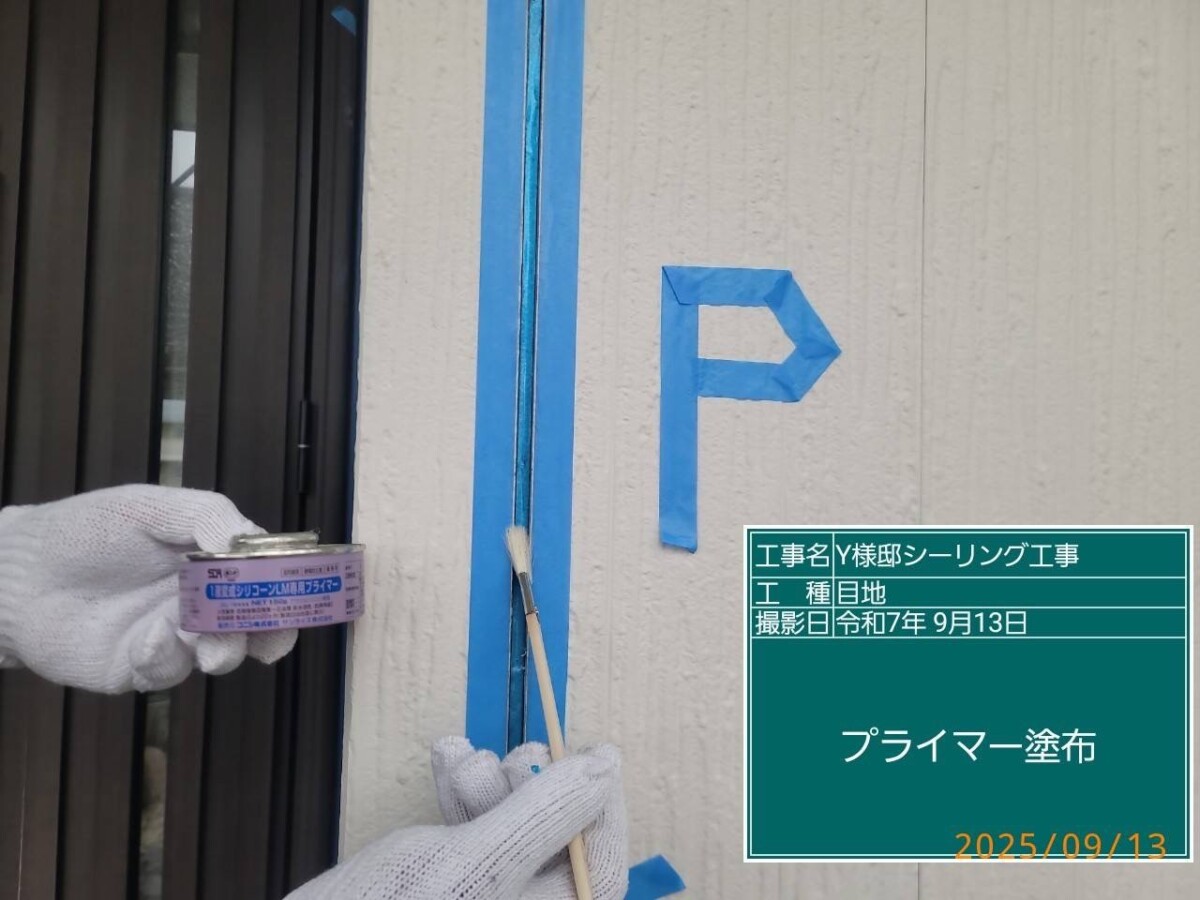 P
1液変成シリコーンLM専用プライマー
工事名 Y様邸シーリング工事
工 種 目地
撮影日 令和7年 9月13日
プライマー塗布
2025/09/13